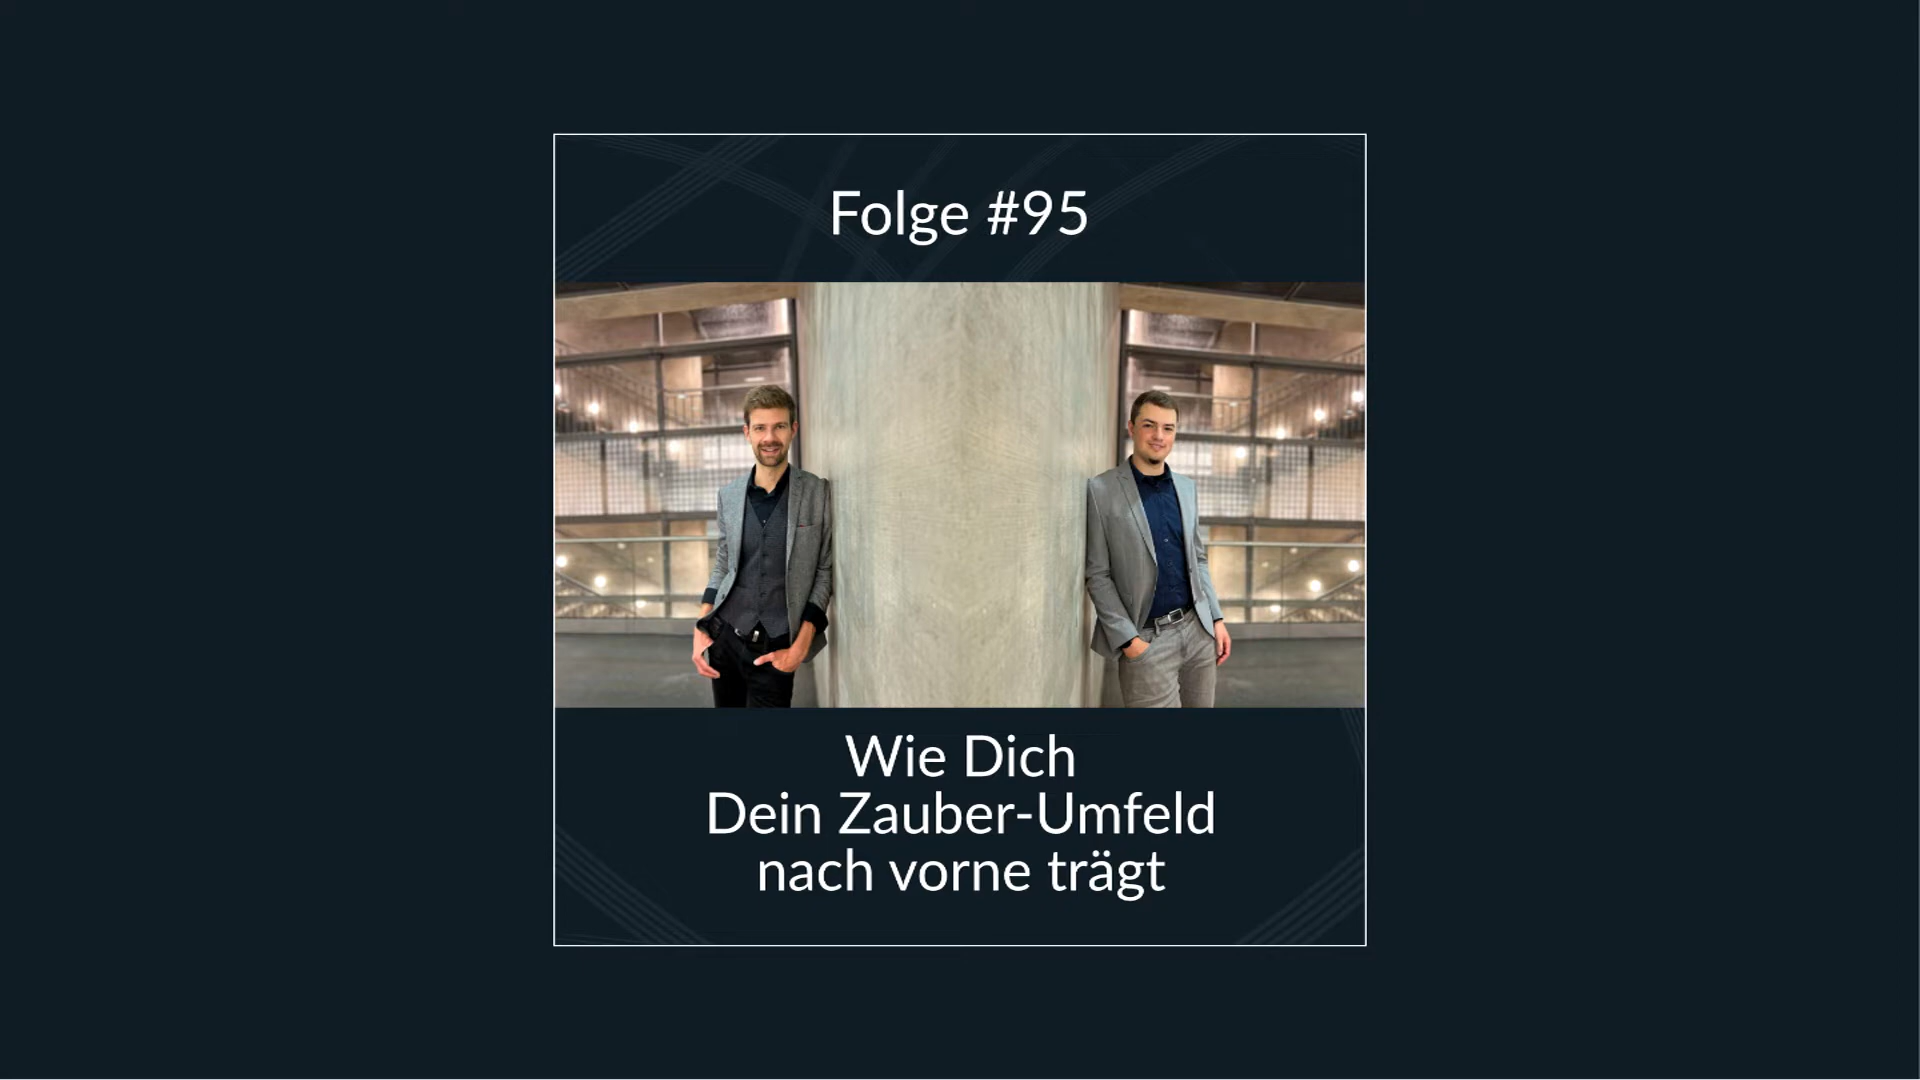 Folge #95
Wie Dich
Dein Zauber-Umfeld
nach vorne trägt